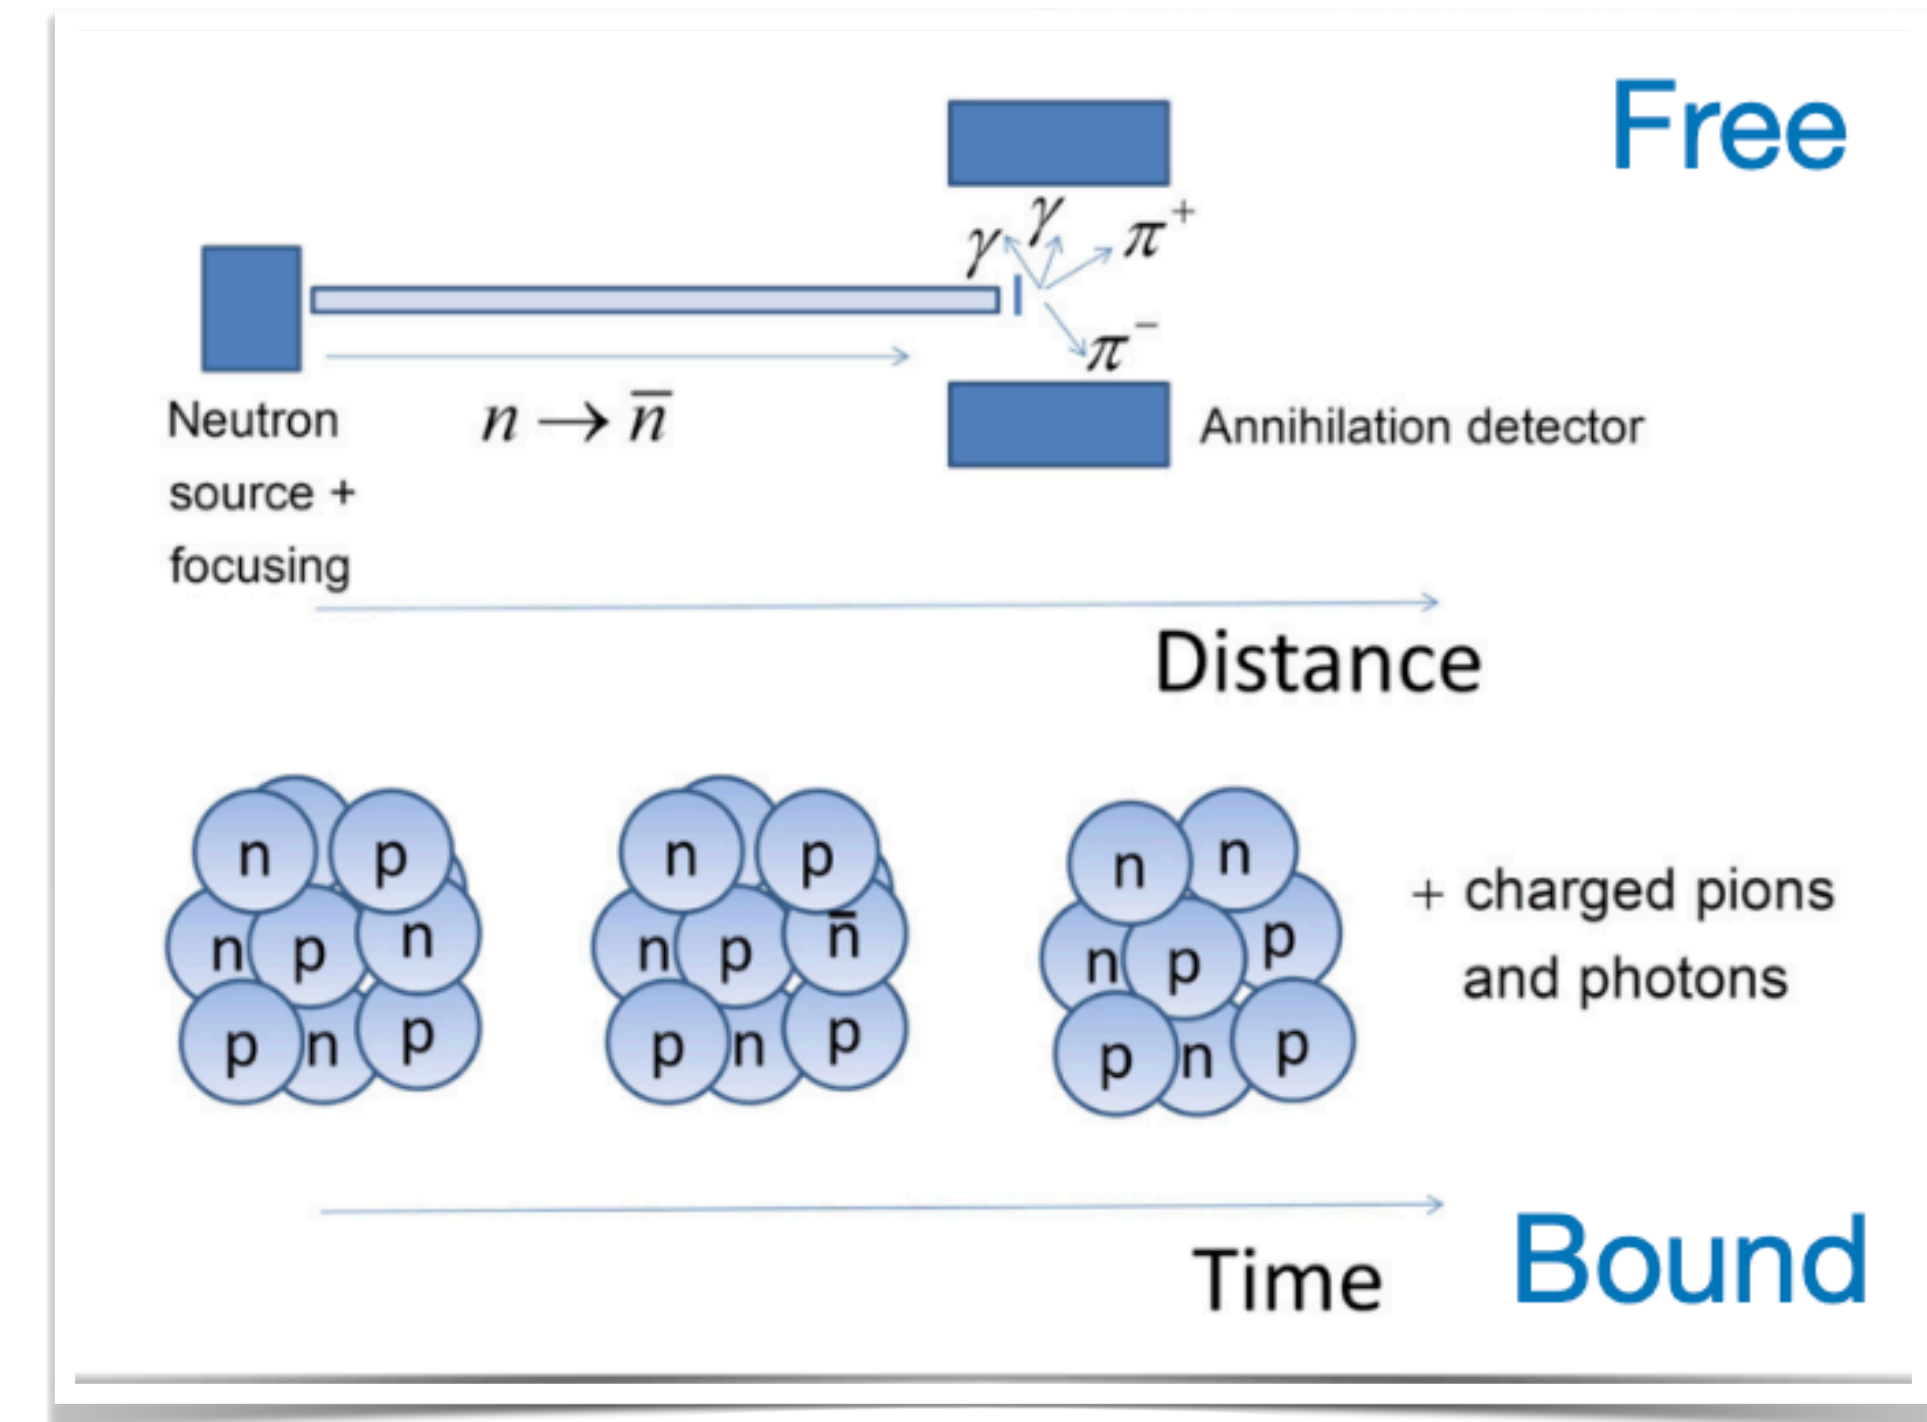 Free
γ γ π⁺
π⁻
Neutron
source +
focusing
n → n̅
Annihilation detector
Distance
n p
n p n
p n p
n p
n p n̅
p n p
n n
n p p
p n p
+ charged pions
and photons
Time
Bound